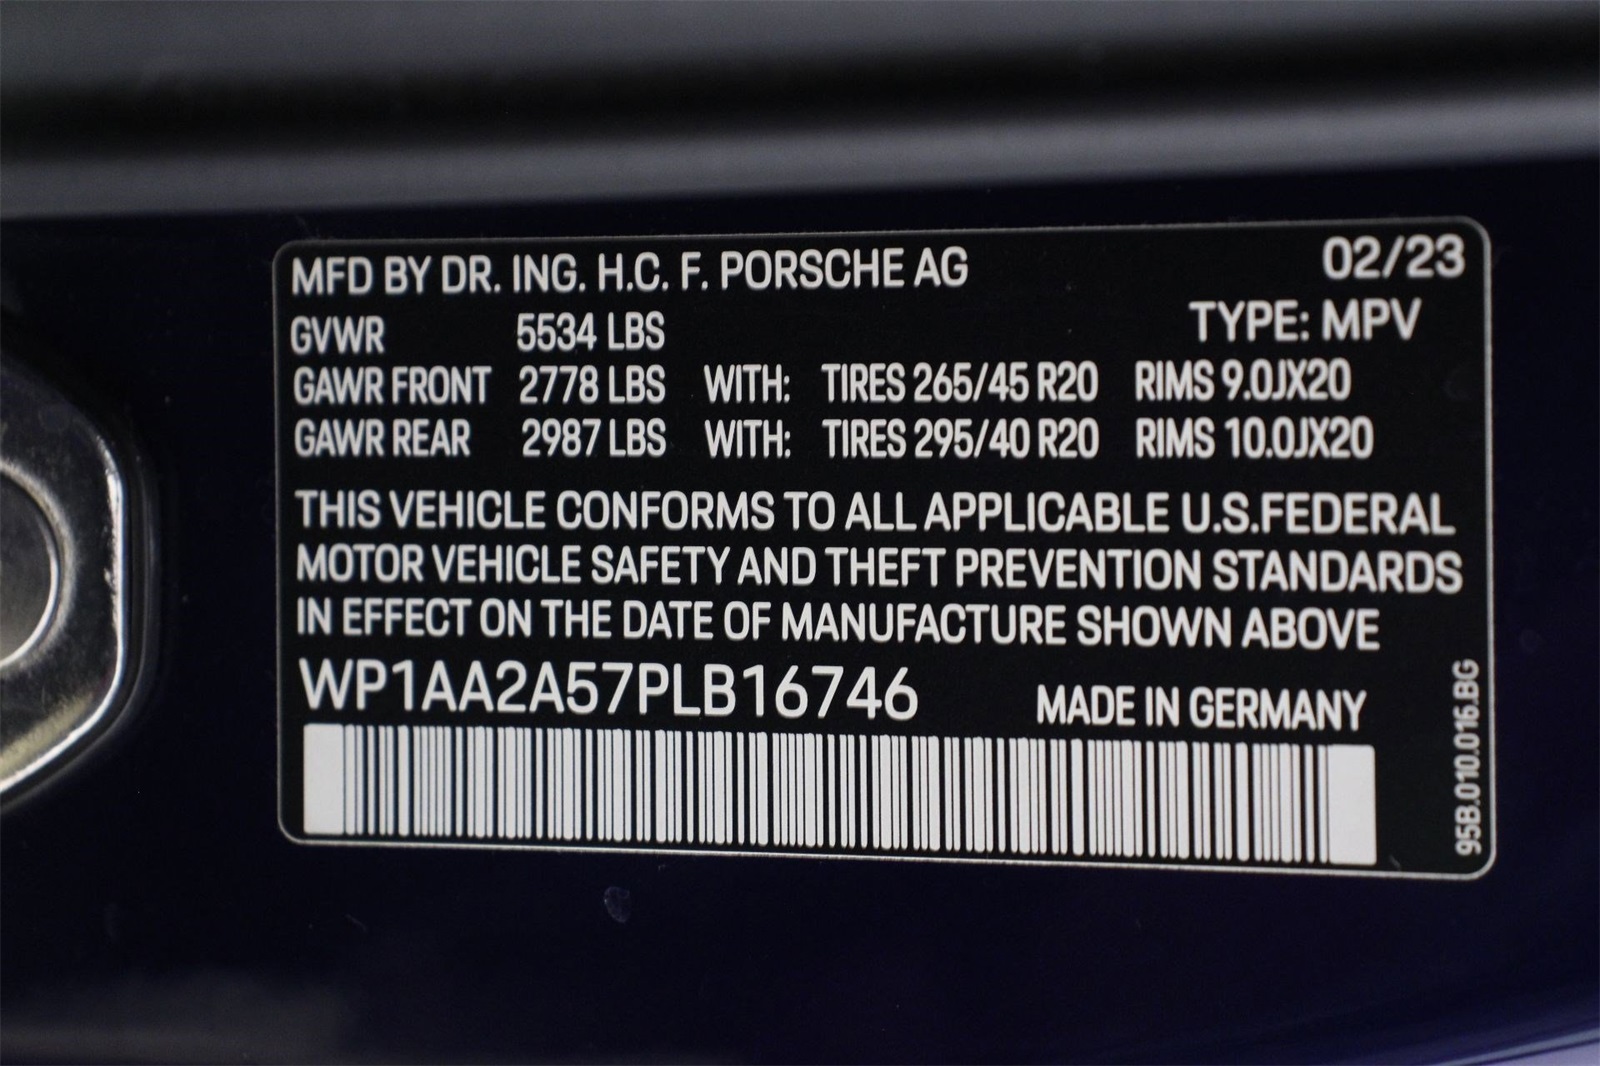 MFD BY DR. ING. H.C. F. PORSCHE AG 02/23
GVWR 5534 LBS TYPE: MPV
GAWR FRONT 2778 LBS WITH: TIRES 265/45 R20 RIMS 9.0JX20
GAWR REAR 2987 LBS WITH: TIRES 295/40 R20 RIMS 10.0JX20
THIS VEHICLE CONFORMS TO ALL APPLICABLE U.S.FEDERAL
MOTOR VEHICLE SAFETY AND THEFT PREVENTION STANDARDS
IN EFFECT ON THE DATE OF MANUFACTURE SHOWN ABOVE
WP1AA2A57PLB16746 MADE IN GERMANY
95B.010.016.BG